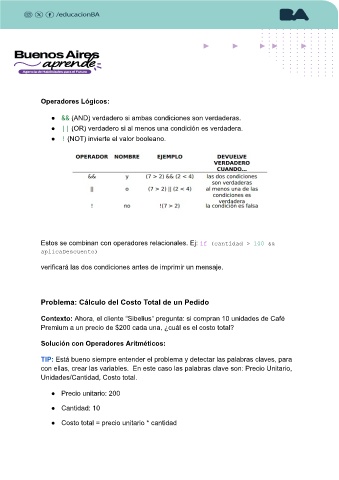 /educacionBA
BA
Buenos Aires
aprende
Agencia de Habilidades para el Futuro
Operadores Lógicos:
● && (AND) verdadero si ambas condiciones son verdaderas.
● || (OR) verdadero si al menos una condición es verdadera.
● ! (NOT) invierte el valor booleano.
OPERADOR NOMBRE EJEMPLO DEVUELVE
VERDADERO
CUANDO...
&& y (7 > 2) && (2 < 4) las dos condiciones
son verdaderas
|| o (7 > 2) || (2 < 4) al menos una de las
condiciones es
verdadera
! no !(7 > 2) la condición es falsa
Estos se combinan con operadores relacionales. Ej: if (cantidad > 100 &&
aplicaDescuento)
verificará las dos condiciones antes de imprimir un mensaje.
Problema: Cálculo del Costo Total de un Pedido
Contexto: Ahora, el cliente "Sibelius" pregunta: si compran 10 unidades de Café
Premium a un precio de $200 cada una, ¿cuál es el costo total?
Solución con Operadores Aritméticos:
TIP: Está bueno siempre entender el problema y detectar las palabras claves, para
con ellas, crear las variables. En este caso las palabras clave son: Precio Unitario,
Unidades/Cantidad, Costo total.
● Precio unitario: 200
● Cantidad: 10
● Costo total = precio unitario * cantidad